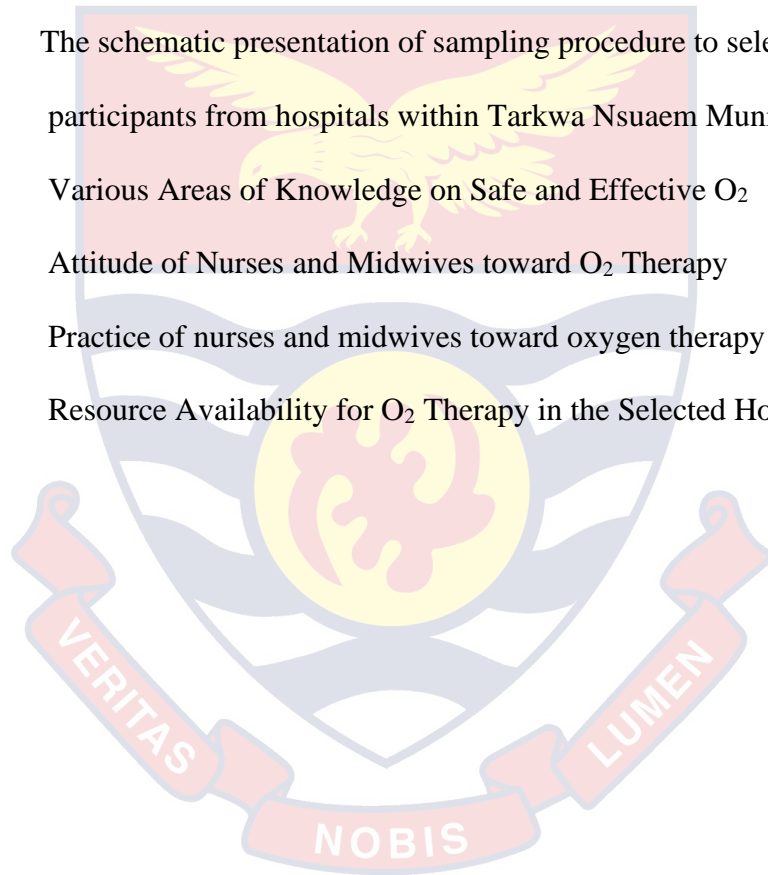 The schematic presentation of sampling procedure to sele
participants from hospitals within Tarkwa Nsuaem Muni
Various Areas of Knowledge on Safe and Effective O₂
Attitude of Nurses and Midwives toward O₂ Therapy
Practice of nurses and midwives toward oxygen therapy
Resource Availability for O₂ Therapy in the Selected Ho
VERITAS
NOBIS
LUMEN